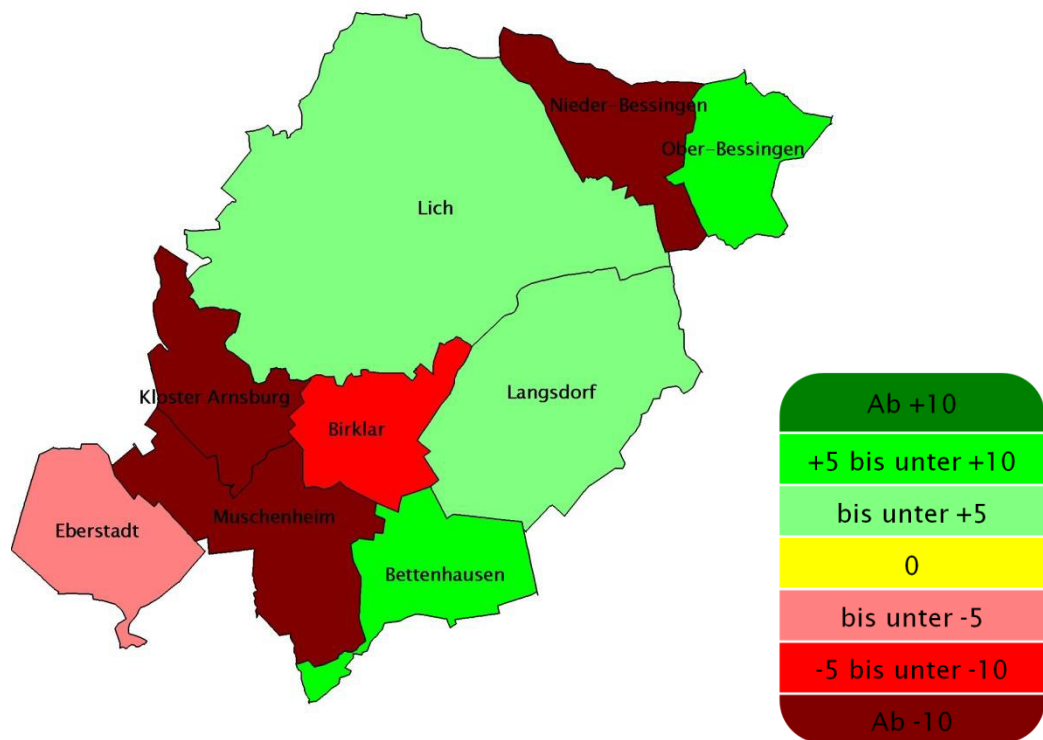 Nieder-Bessingen
Ober-Bessingen
Lich
Kloster Arnsburg
Langsdorf
Birklar
Muschenheim
Eberstadt
Bettenhausen
Ab +10
+5 bis unter +10
bis unter +5
0
bis unter -5
-5 bis unter -10
Ab -10